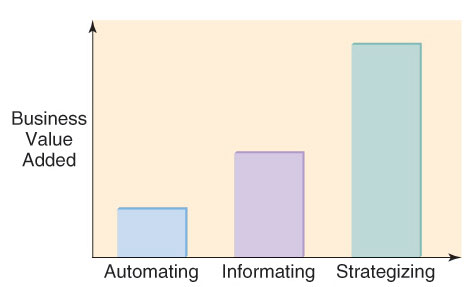 Business
Value
Added
Automating Informating Strategizing